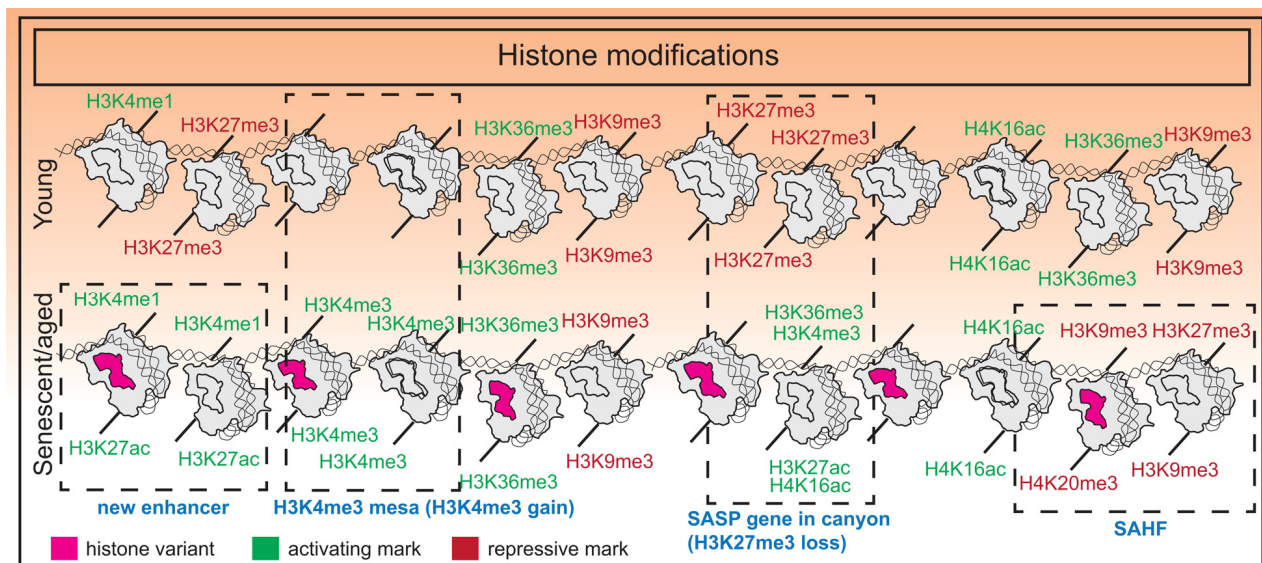 Histone modifications
Young
H3K4me1
H3K27me3
H3K36me3
H3K9me3
H3K27me3
H3K27me3
H4K16ac
H3K36me3
H3K9me3
H3K27me3
H3K36me3
H3K9me3
H3K27me3
H4K16ac
H3K36me3
H3K9me3
Senescent/aged
H3K4me1
H3K4me1
H3K4me3
H3K4me3
H3K36me3
H3K9me3
H3K36me3
H3K4me3
H4K16ac
H3K9me3
H3K27me3
H3K27ac
H3K27ac
H3K4me3
H3K4me3
H3K36me3
H3K9me3
H3K27ac
H4K16ac
H4K16ac
H4K20me3
H3K9me3
new enhancer
H3K4me3 mesa (H3K4me3 gain)
SASP gene in canyon
(H3K27me3 loss)
SAHF
histone variant
activating mark
repressive mark